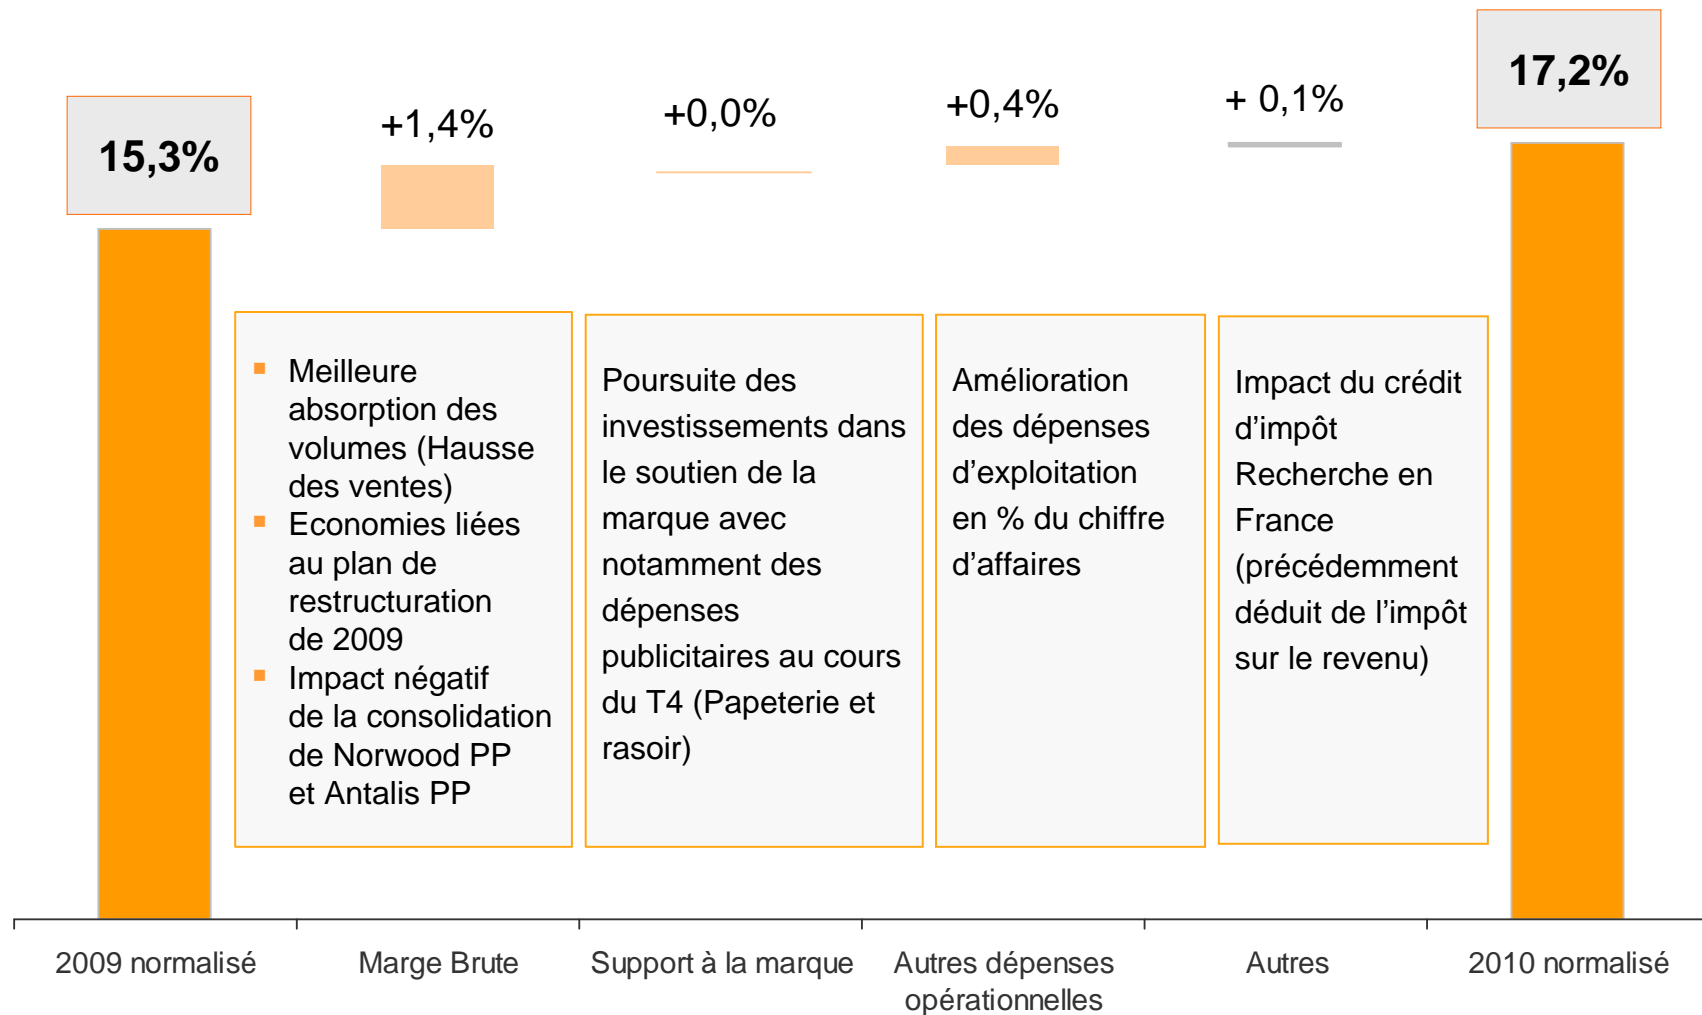 15,3%
+1,4%
+0,0%
+0,4%
+ 0,1%
17,2%
▪ Meilleure
absorption des
volumes (Hausse
des ventes)
▪ Economies liées
au plan de
restructuration
de 2009
▪ Impact négatif
de la consolidation
de Norwood PP
et Antalis PP
Poursuite des
investissements dans
le soutien de la
marque avec
notamment des
dépenses
publicitaires au cours
du T4 (Papeterie et
rasoir)
Amélioration
des dépenses
d’exploitation
en % du chiffre
d’affaires
Impact du crédit
d’impôt
Recherche en
France
(précédemment
déduit de l’impôt
sur le revenu)
2009 normalisé
Marge Brute
Support à la marque
Autres dépenses
opérationnelles
Autres
2010 normalisé